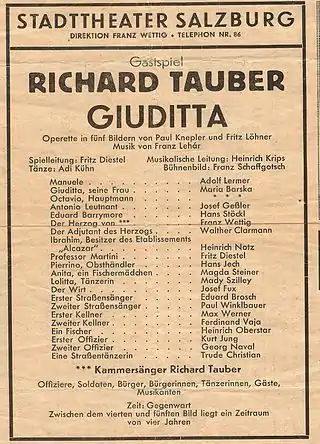 STADTTHEATER SALZBURG
DIREKTION FRANZ WETTIG • TELEPHON NR. 86
Gastspiel
RICHARD TAUBER
GIUDITTA
Operette in fünf Bildern von Paul Knepler und Fritz Löhner
Musik von Franz Lehár
Spielleitung: Fritz Diestel Musikalische Leitung: Heinrich Krips
Tänze: Adi Kühn Bühnenbild: Franz Schaffgotsch
Manuele . . . . . . . . Adolf Lermer
Giuditta, seine Frau . . . . . . Maria Barska
Octavio, Hauptmann . . . . . . * * *
Antonio Leutnant . . . . . . Josef Geßler
Eduard Barrymore . . . . . . Hans Stöckl
Der Herzog von *** . . . . . . Franz Wettig
Der Adjutant des Herzogs . . . . . Walther Clarmann
Ibrahim, Besitzer des Etablissements
„Alcazar“ . . . . . . . Heinrich Notz
Professor Martini . . . . . . Fritz Diestel
Pierrino, Obsthändler . . . . . Hans Jech
Anita, ein Fischermädchen . . . . Magda Steiner
Lolitta, Tänzerin . . . . . . Mady Szilley
Der Wirt . . . . . . . Josef Fux
Erster Straßensänger . . . . . Eduard Brosch
Zweiter Straßensänger . . . . . Paul Winklbauer
Erster Kellner . . . . . . Max Werner
Zweiter Kellner . . . . . . Ferdinand Vaja
Ein Fischer . . . . . . . Heinrich Oberstar
Erster Offizier . . . . . . Kurt Jung
Zweiter Offizier . . . . . . Georg Naval
Eine Straßentänzerin . . . . . Trude Christian
*** Kammersänger Richard Tauber
Offiziere, Soldaten, Bürger, Bürgerinnen, Tänzerinnen, Gäste,
Musikanten
Zeit: Gegenwart
Zwischen dem vierten und fünften Bild liegt ein Zeitraum
von vier Jahren